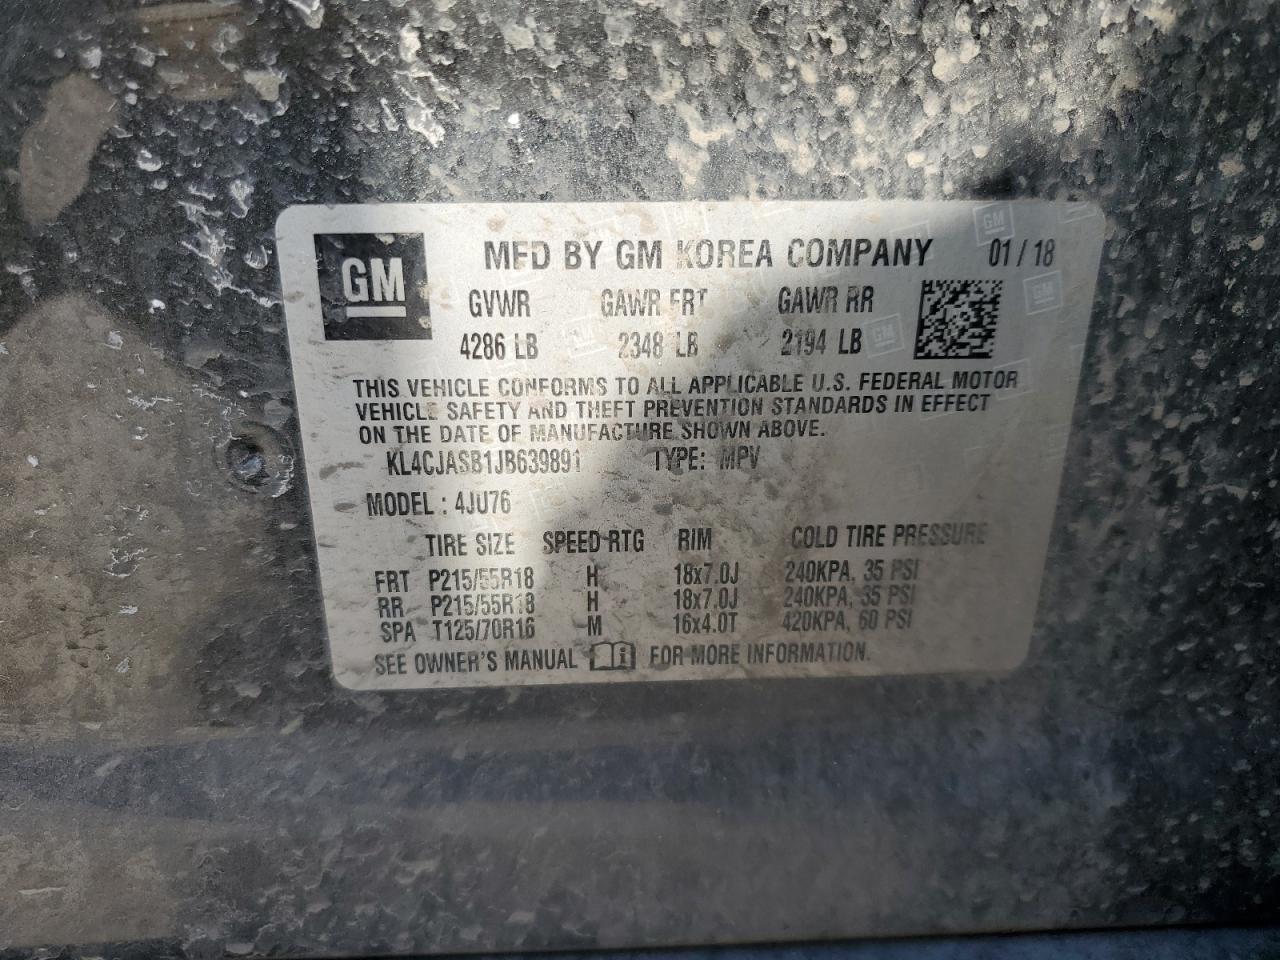 GM
MFD BY GM KOREA COMPANY 01/18
GVWR GAWR FRT GAWR RR
4286 LB 2348 LB 2194 LB
THIS VEHICLE CONFORMS TO ALL APPLICABLE U.S. FEDERAL MOTOR
VEHICLE SAFETY AND THEFT PREVENTION STANDARDS IN EFFECT
ON THE DATE OF MANUFACTURE SHOWN ABOVE.
KL4CJASB1JB639891 TYPE: MPV
MODEL : 4JU76
TIRE SIZE SPEED RTG RIM COLD TIRE PRESSURE
FRT P215/55R18 H 18x7.0J 240KPA, 35 PSI
RR P215/55R18 H 18x7.0J 240KPA, 35 PSI
SPA T125/70R16 M 16x4.0T 420KPA, 60 PSI
SEE OWNER'S MANUAL FOR MORE INFORMATION.